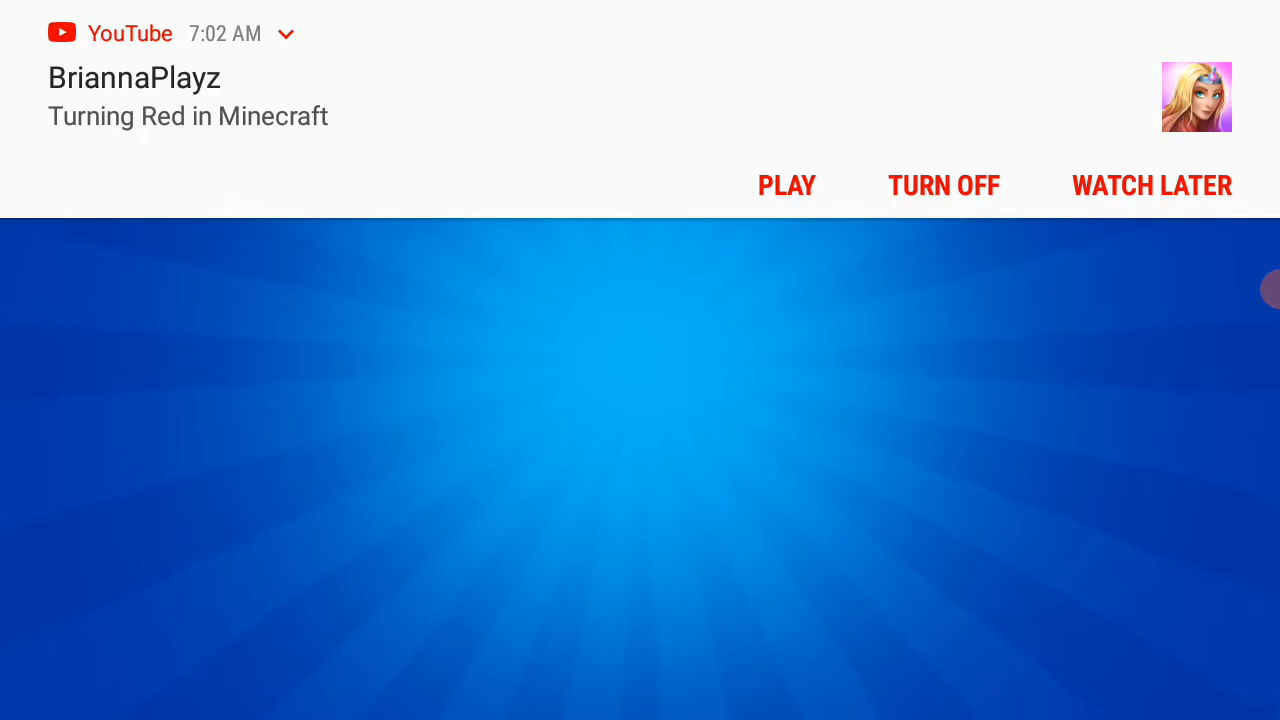 YouTube 7:02 AM
BriannaPlayz
Turning Red in Minecraft
PLAY TURN OFF WATCH LATER